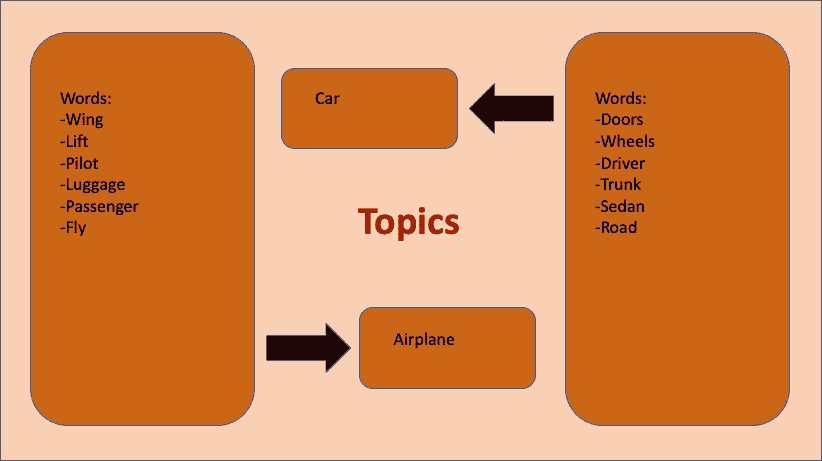 Words:
-Wing
-Lift
-Pilot
-Luggage
-Passenger
-Fly
Car
Topics
Airplane
Words:
-Doors
-Wheels
-Driver
-Trunk
-Sedan
-Road